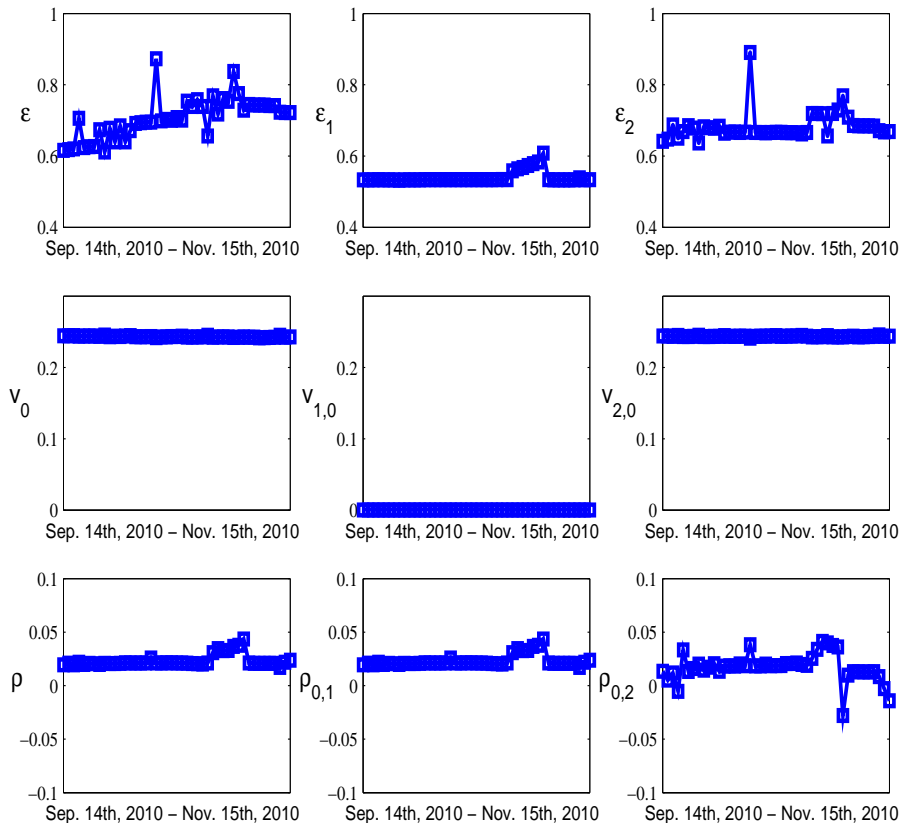 1 1 1
0.8 0.8 0.8
ε ε1 ε2
0.6 0.6 0.6
0.4 0.4 0.4
Sep. 14th, 2010 − Nov. 15th, 2010 Sep. 14th, 2010 − Nov. 15th, 2010 Sep. 14th, 2010 − Nov. 15th, 2010
0.2 0.2 0.2
v0 v1,0 v2,0
0.1 0.1 0.1
0 0 0
Sep. 14th, 2010 − Nov. 15th, 2010 Sep. 14th, 2010 − Nov. 15th, 2010 Sep. 14th, 2010 − Nov. 15th, 2010
0.1 0.1 0.1
0.05 0.05 0.05
0 0 0
ρ ρ0,1 ρ0,2
−0.05 −0.05 −0.05
−0.1 −0.1 −0.1
Sep. 14th, 2010 − Nov. 15th, 2010 Sep. 14th, 2010 − Nov. 15th, 2010 Sep. 14th, 2010 − Nov. 15th, 2010